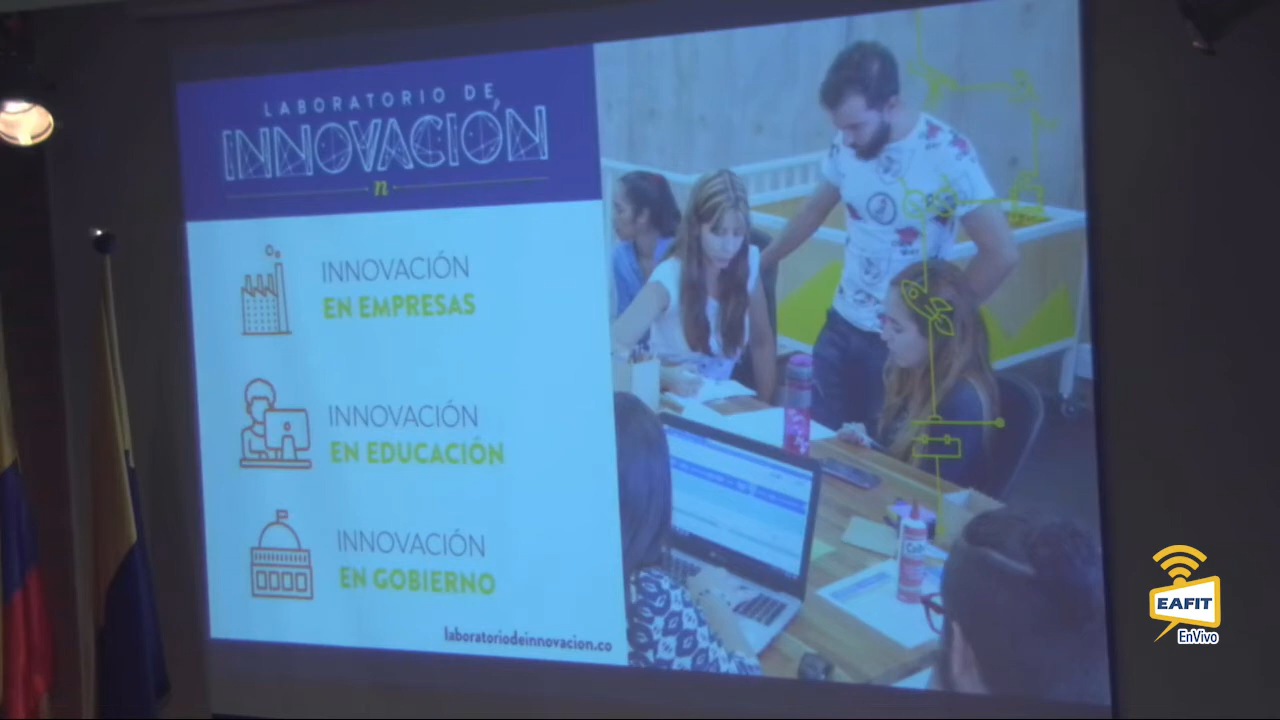 LABORATORIO DE
INNOVACIÓN
n
INNOVACIÓN
EN EMPRESAS
INNOVACIÓN
EN EDUCACIÓN
INNOVACIÓN
EN GOBIERNO
laboratoriodeinnovacion.co
EAFIT
EnVivo